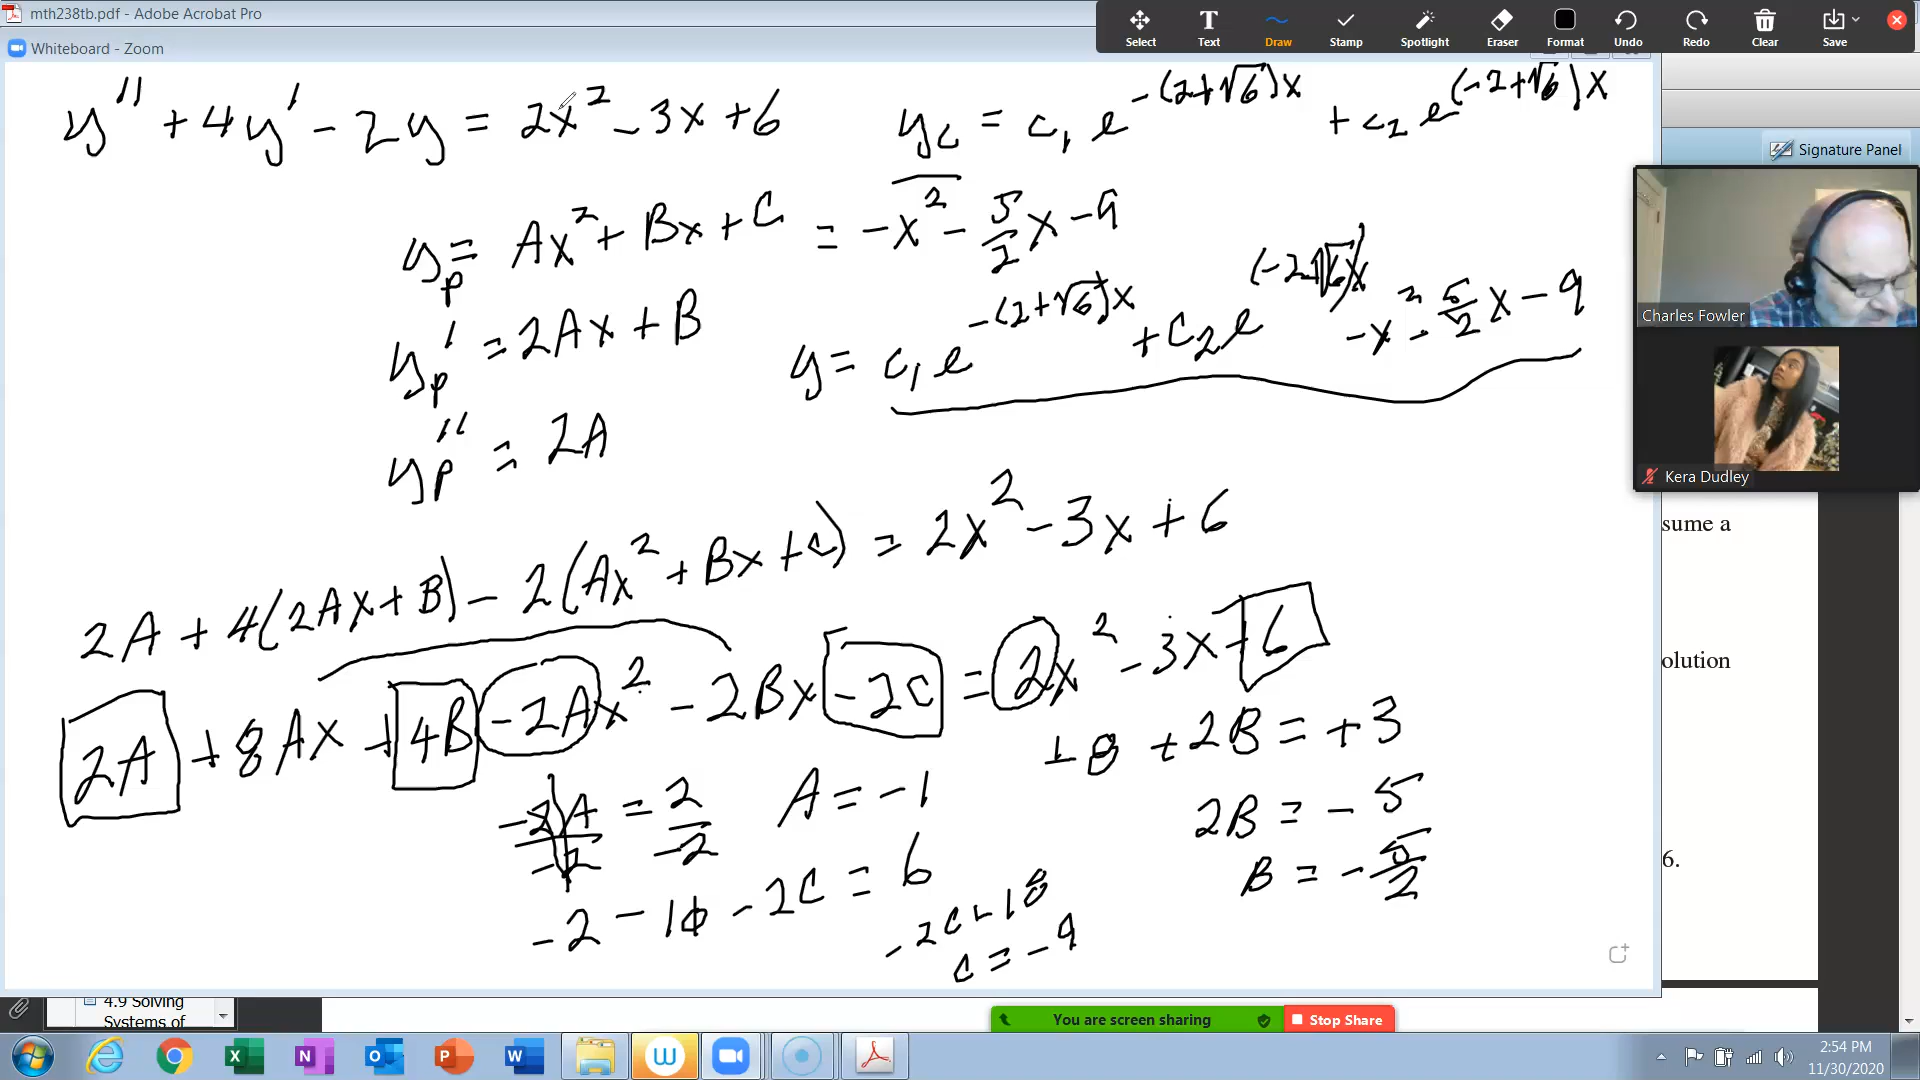 mth238tb.pdf - Adobe Acrobat Pro
Whiteboard - Zoom
Select Text Draw Stamp Spotlight Eraser Format Undo Redo Clear Save
y'' + 4y' - 2y = 2x² - 3x + 6
y_c = c₁ e^-(2+√6)x + c₂ e^(-2+√6)x
y_p = Ax² + Bx + C = -x² - 5/2 x - 9
y_p' = 2Ax + B
y = c₁e^-(2+√6)x + c₂e^(-2+√6)x - x² - 5/2 x - 9
y_p'' = 2A
2A + 4(2Ax + B) - 2(Ax² + Bx + C) = 2x² - 3x + 6
2A + 8Ax + 4B - 2Ax² - 2Bx - 2C = 2x² - 3x + 6
+8 + 2B = +3
-2A/-2 = 2/-2
A = -1
2B = -5
B = -5/2
-2 - 10 - 2C = 6
-2C = 18
C = -9
Signature Panel
Charles Fowler
Kera Dudley
sume a
olution
6.
4.9 Solving
Systems of
You are screen sharing
Stop Share
2:54 PM
11/30/2020